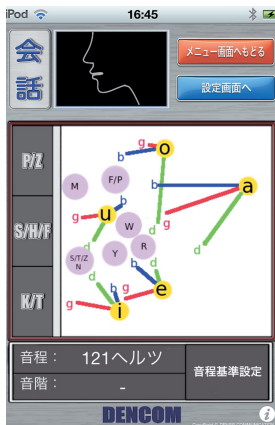 iPod 16:45
会話
メニュー画面へもどる
設定画面へ
P/Z
S/H/F
K/T
o
g
b
b
a
M
F/P
g
b
u
d
g
W
d
d
S/T/Z
N
Y
R
d
d
b
b
g
e
g
i
音程： 121ヘルツ
音階： -
音程基準設定
DENCOM